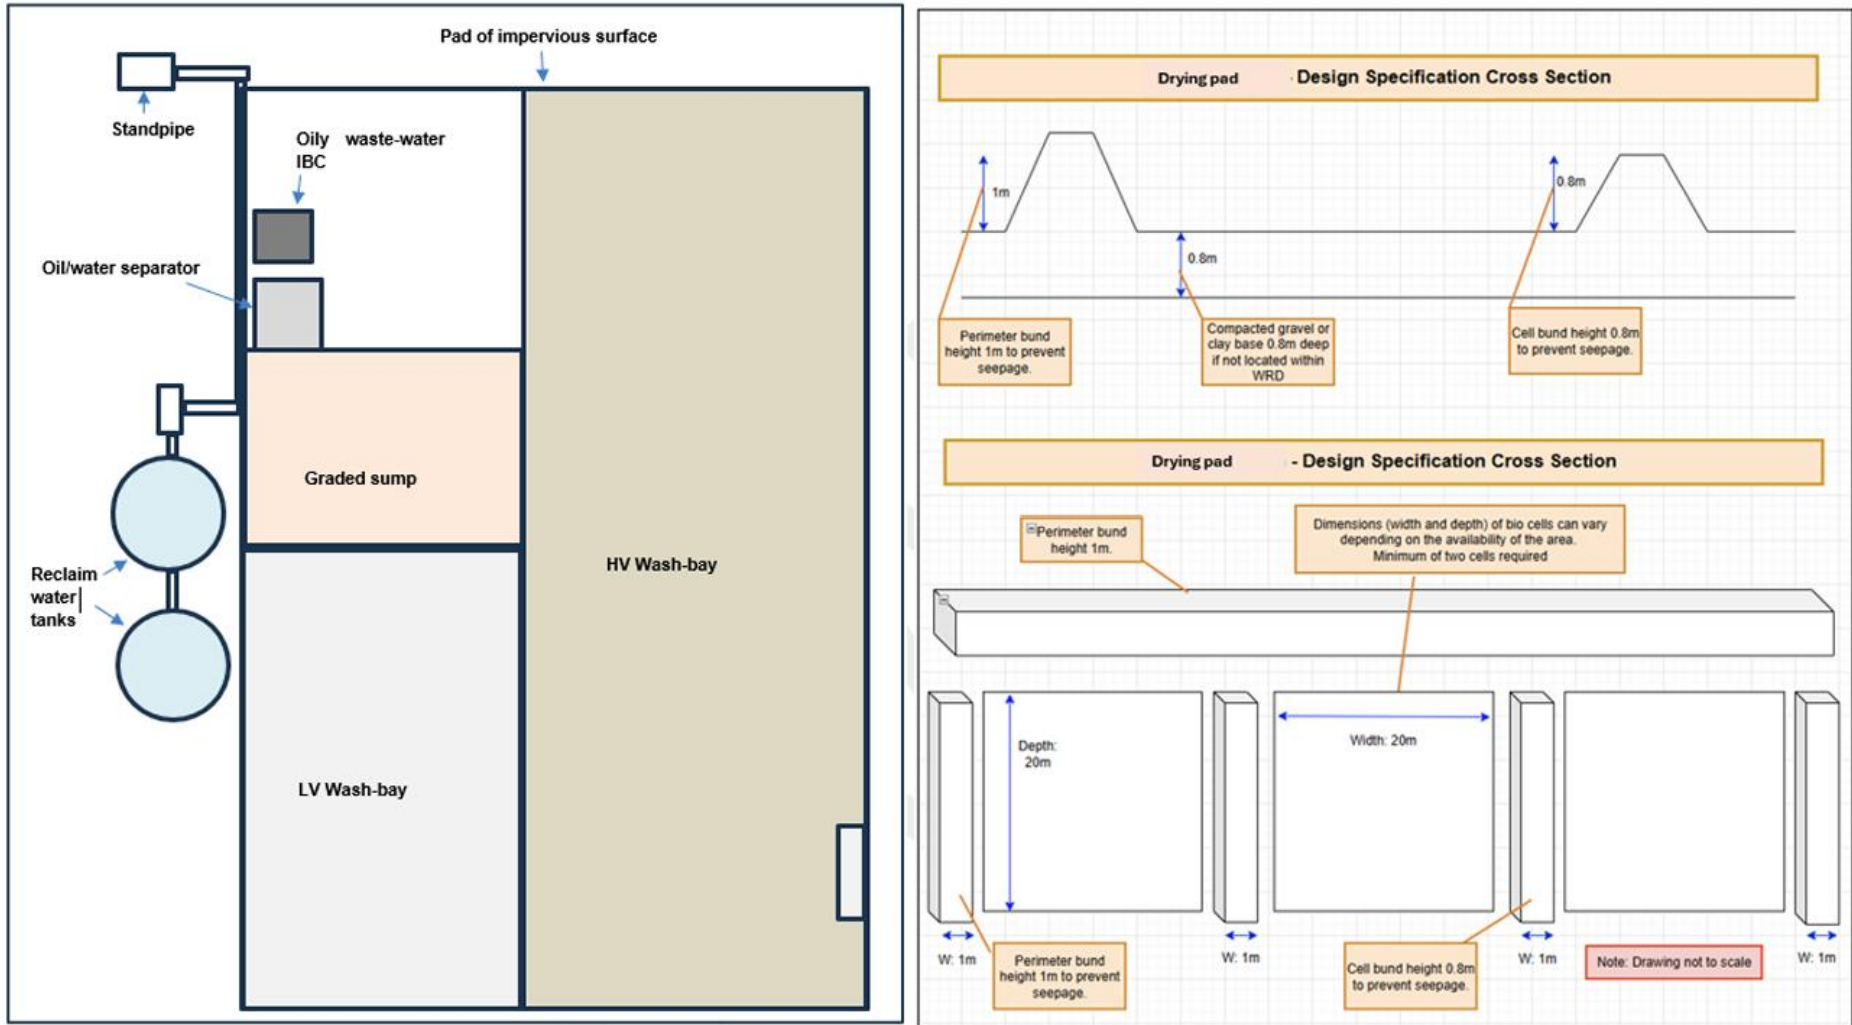 Pad of impervious surface
Standpipe
Oily waste-water
IBC
Oil/water separator
Graded sump
HV Wash-bay
Reclaim
water
tanks
LV Wash-bay
Drying pad - Design Specification Cross Section
1m
0.8m
0.8m
Perimeter bund
height 1m to prevent
seepage.
Compacted gravel or
clay base 0.8m deep
if not located within
WRD
Cell bund height 0.8m
to prevent seepage.
Drying pad - Design Specification Cross Section
Perimeter bund
height 1m.
Dimensions (width and depth) of bio cells can vary
depending on the availability of the area.
Minimum of two cells required
Depth:
20m
Width: 20m
W: 1m
Perimeter bund
height 1m to prevent
seepage.
W: 1m
Cell bund height 0.8m
to prevent seepage.
W: 1m
Note: Drawing not to scale
W: 1m